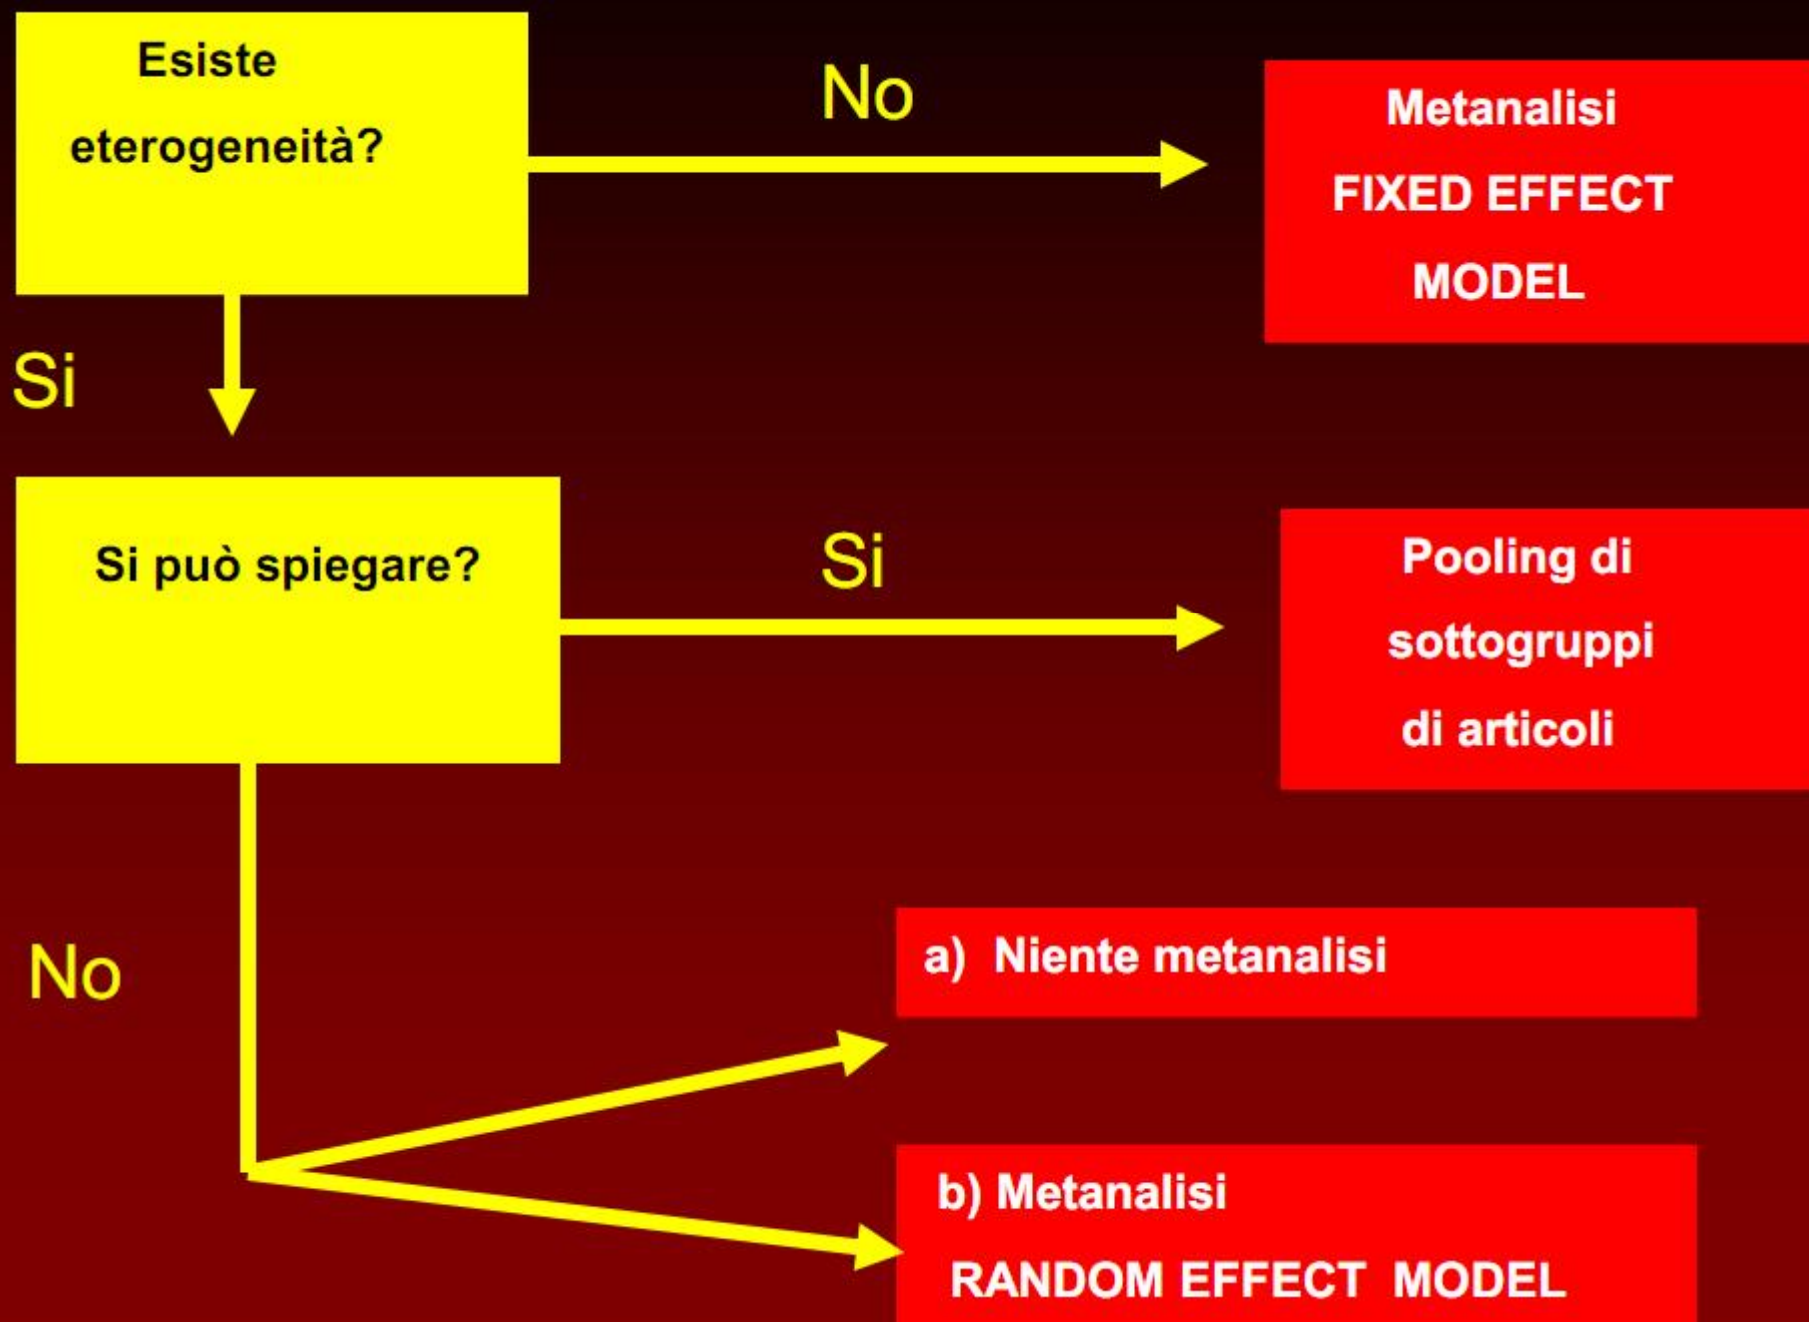 Esiste
eterogeneità?
No
Metanalisi
FIXED EFFECT
MODEL
Si
Si può spiegare?
Si
Pooling di
sottogruppi
di articoli
No
a) Niente metanalisi
b) Metanalisi
RANDOM EFFECT MODEL